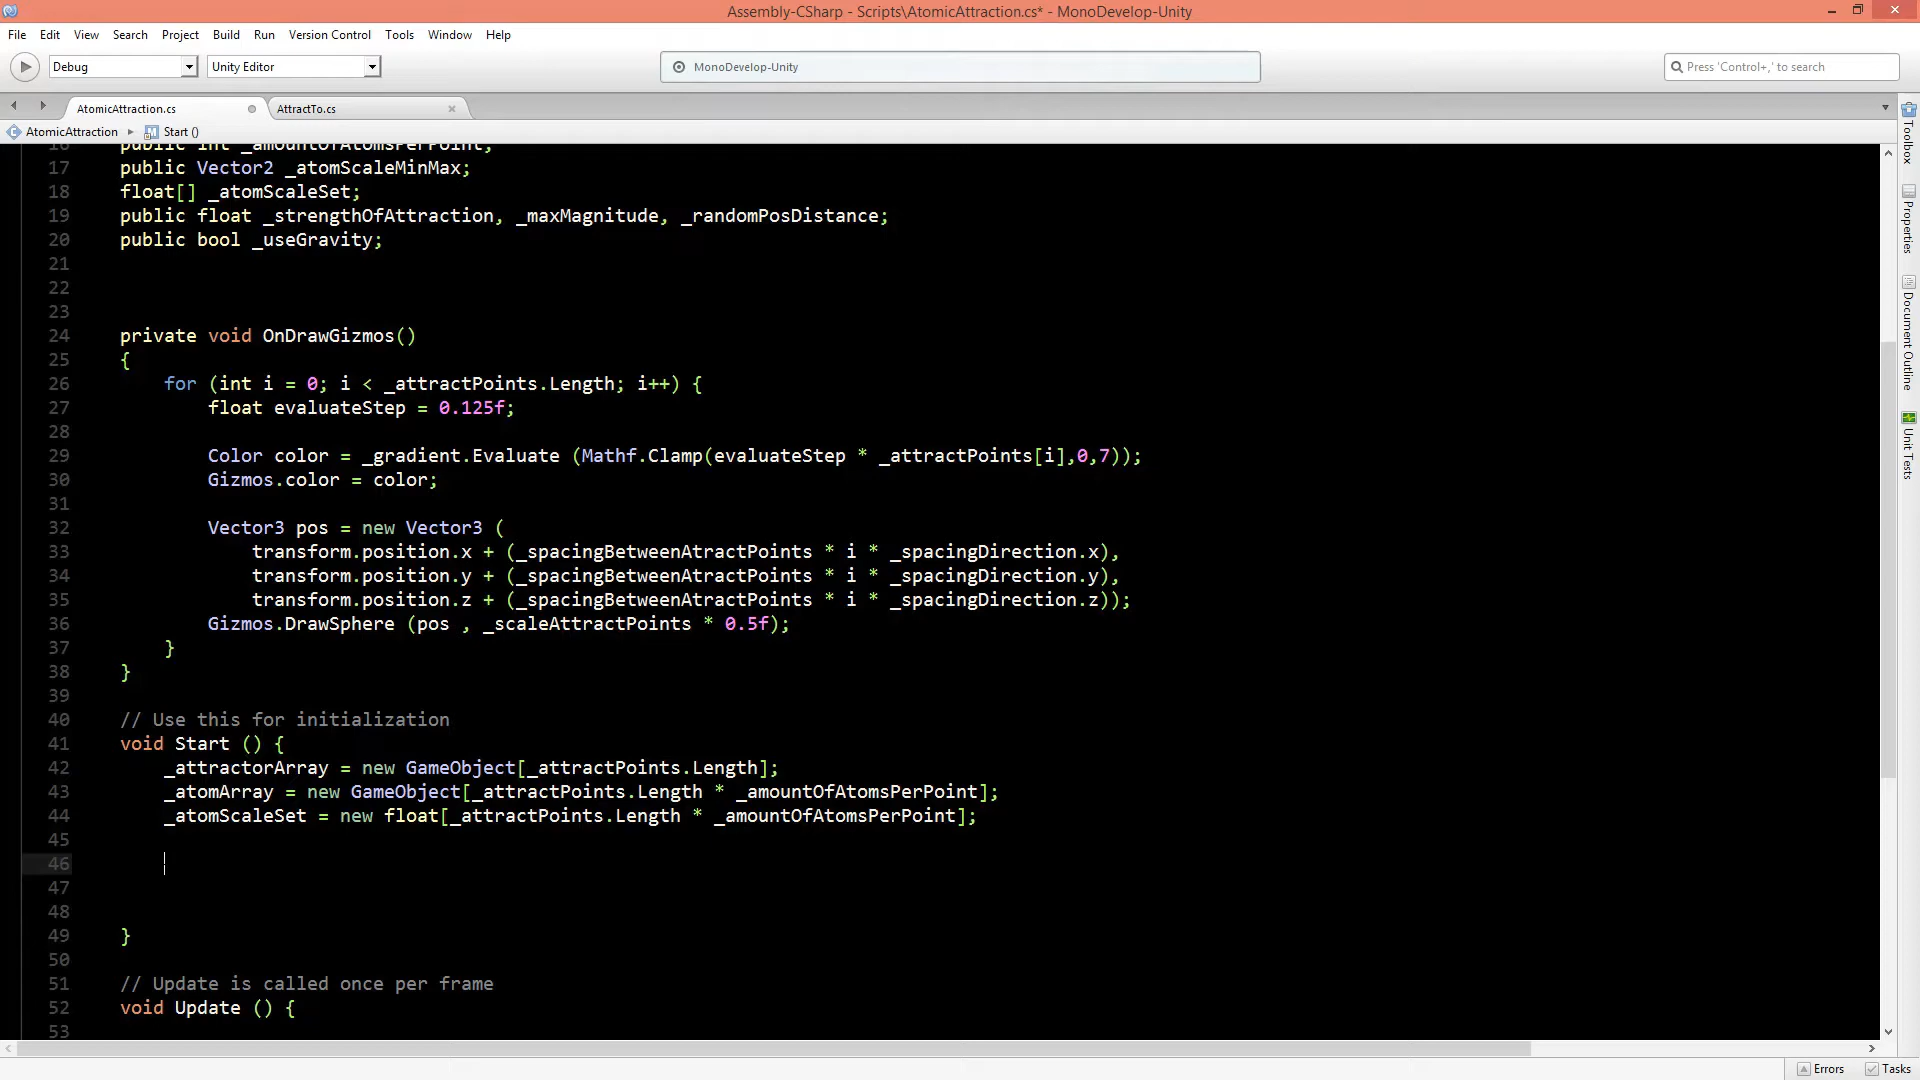 Assembly-CSharp - Scripts\AtomicAttraction.cs* - MonoDevelop-Unity
File Edit View Search Project Build Run Version Control Tools Window Help
Debug Unity Editor MonoDevelop-Unity Press 'Control+,' to search
AtomicAttraction.cs AttractTo.cs
AtomicAttraction Start ()
16 public int _amountOfAtomsPerPoint;
17 public Vector2 _atomScaleMinMax;
18 float[] _atomScaleSet;
19 public float _strengthOfAttraction, _maxMagnitude, _randomPosDistance;
20 public bool _useGravity;
21
22
23
24 private void OnDrawGizmos()
25 {
26 for (int i = 0; i < _attractPoints.Length; i++) {
27 float evaluateStep = 0.125f;
28
29 Color color = _gradient.Evaluate (Mathf.Clamp(evaluateStep * _attractPoints[i],0,7));
30 Gizmos.color = color;
31
32 Vector3 pos = new Vector3 (
33 transform.position.x + (_spacingBetweenAtractPoints * i * _spacingDirection.x),
34 transform.position.y + (_spacingBetweenAtractPoints * i * _spacingDirection.y),
35 transform.position.z + (_spacingBetweenAtractPoints * i * _spacingDirection.z));
36 Gizmos.DrawSphere (pos , _scaleAttractPoints * 0.5f);
37 }
38 }
39
40 // Use this for initialization
41 void Start () {
42 _attractorArray = new GameObject[_attractPoints.Length];
43 _atomArray = new GameObject[_attractPoints.Length * _amountOfAtomsPerPoint];
44 _atomScaleSet = new float[_attractPoints.Length * _amountOfAtomsPerPoint];
45
46
47
48
49 }
50
51 // Update is called once per frame
52 void Update () {
53
Toolbox
Properties
Document Outline
Unit Tests
Errors Tasks